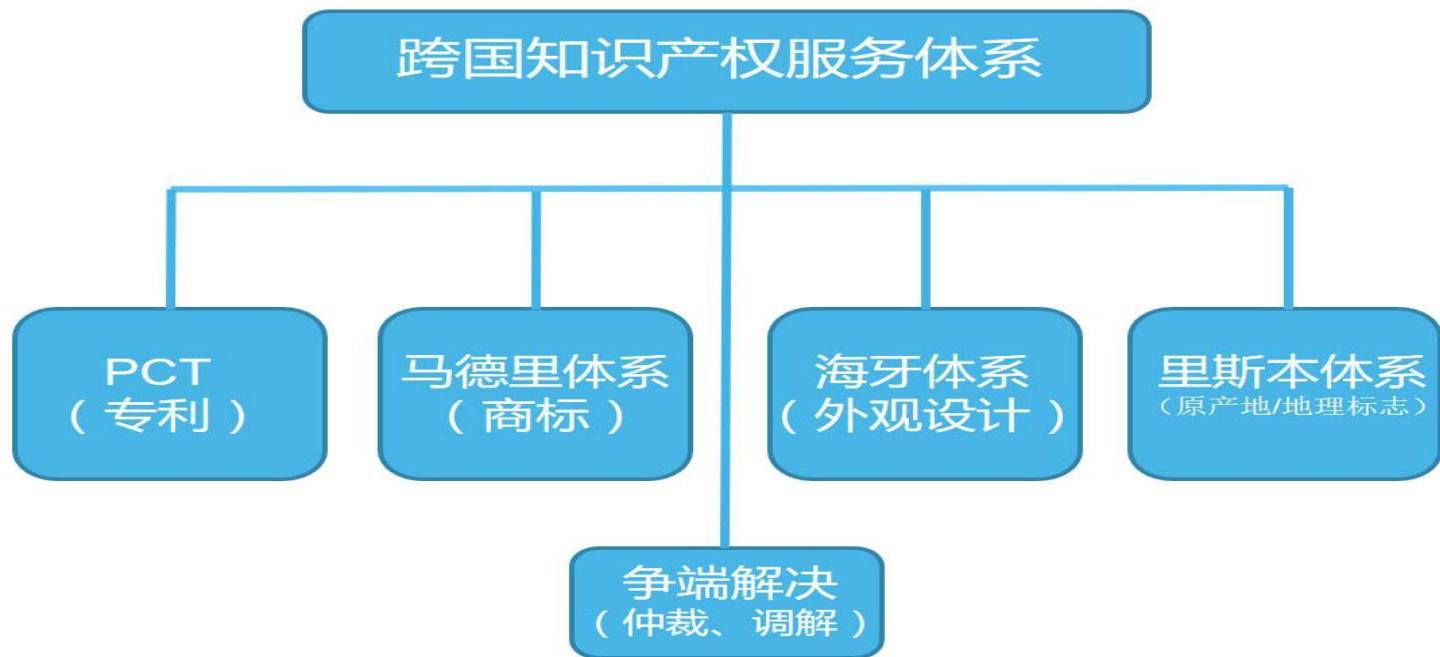 跨国知识产权服务体系
PCT
（专利）
马德里体系
（商标）
海牙体系
（外观设计）
里斯本体系
（原产地/地理标志）
争端解决
（仲裁、调解）